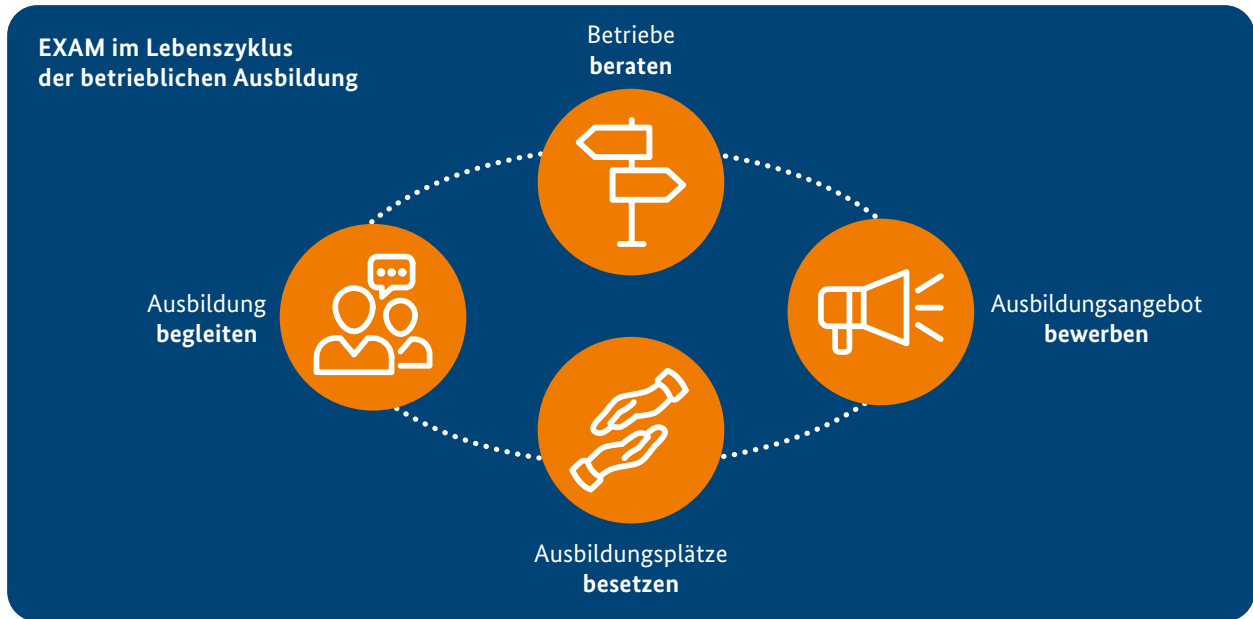 EXAM im Lebenszyklus
der betrieblichen Ausbildung
Betriebe
beraten
Ausbildungsangebot
bewerben
Ausbildungsplätze
besetzen
Ausbildung
begleiten